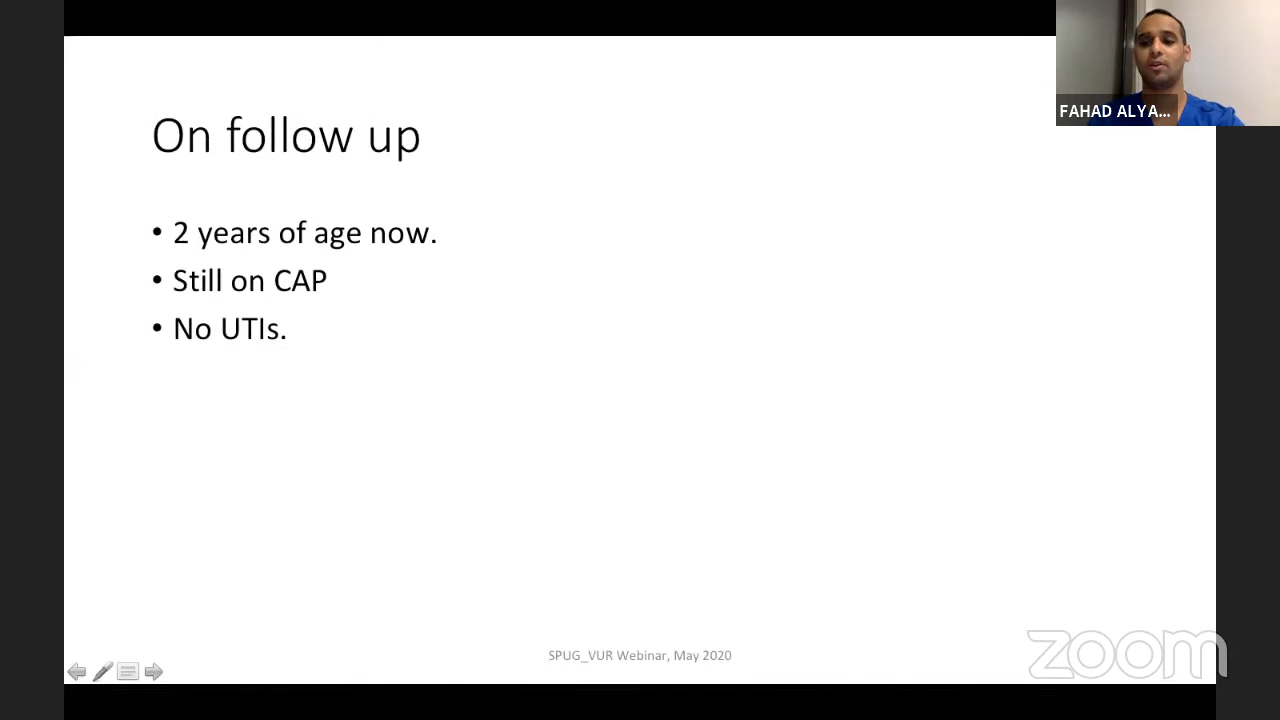 FAHAD ALYA...
On follow up
• 2 years of age now.
• Still on CAP
• No UTIs.
SPUG_VUR Webinar, May 2020
zoom